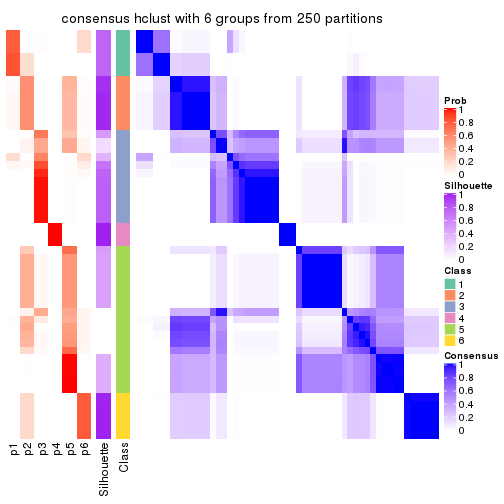 consensus hclust with 6 groups from 250 partitions
Prob
1
0.8
0.6
0.4
0.2
0
Silhouette
1
0.8
0.6
0.4
0.2
0
Class
1
2
3
4
5
6
Consensus
1
0.8
0.6
0.4
0.2
0
p1
p2
p3
p4
p5
p6
Silhouette
Class